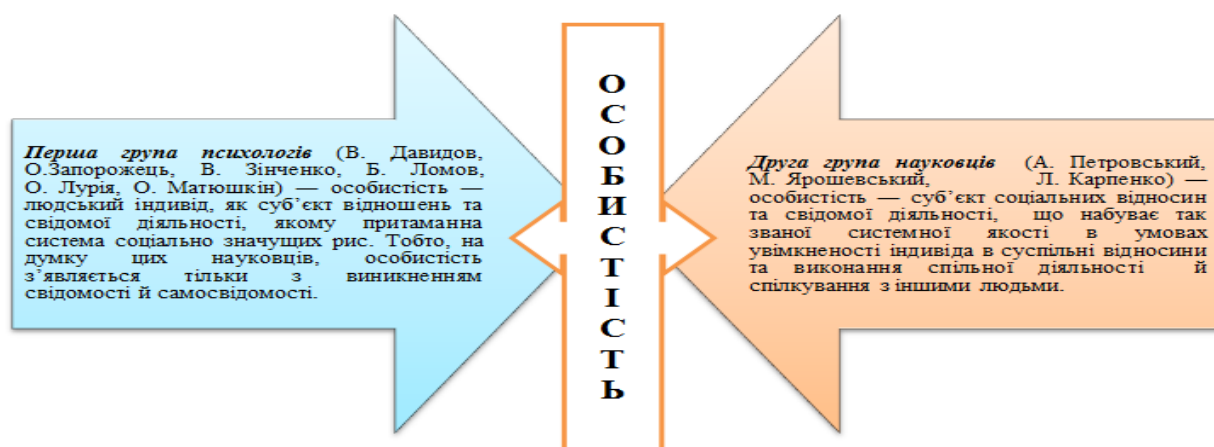 Перша група психологів (В. Давидов,
О.Запорожець, В. Зінченко, Б. Ломов,
О. Лурія, О. Матюшкін) — особистість —
людський індивід, як суб’єкт відношень та
свідомої діяльності, якому притаманна
система соціально значущих рис. Тобто, на
думку цих науковців, особистість
з’являється тільки з виникненням
свідомості й самосвідомості.
О
С
О
Б
И
С
Т
І
С
Т
Ь
Друга група науковців (А. Петровський,
М. Ярошевський, Л. Карпенко) —
особистість — суб’єкт соціальних відносин
та свідомої діяльності, що набуває так
званої системної якості в умовах
увімкненості індивіда в суспільні відносини
та виконання спільної діяльності й
спілкування з іншими людьми.